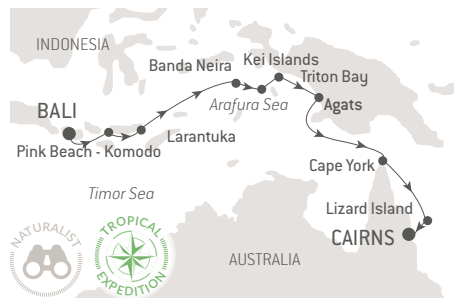 INDONESIA
Kei Islands
Banda Neira
Triton Bay
Arafura Sea
Agats
BALI
Larantuka
Pink Beach - Komodo
Cape York
Timor Sea
Lizard Island
NATURALIST
TROPICAL
EXPEDITION
CAIRNS
AUSTRALIA